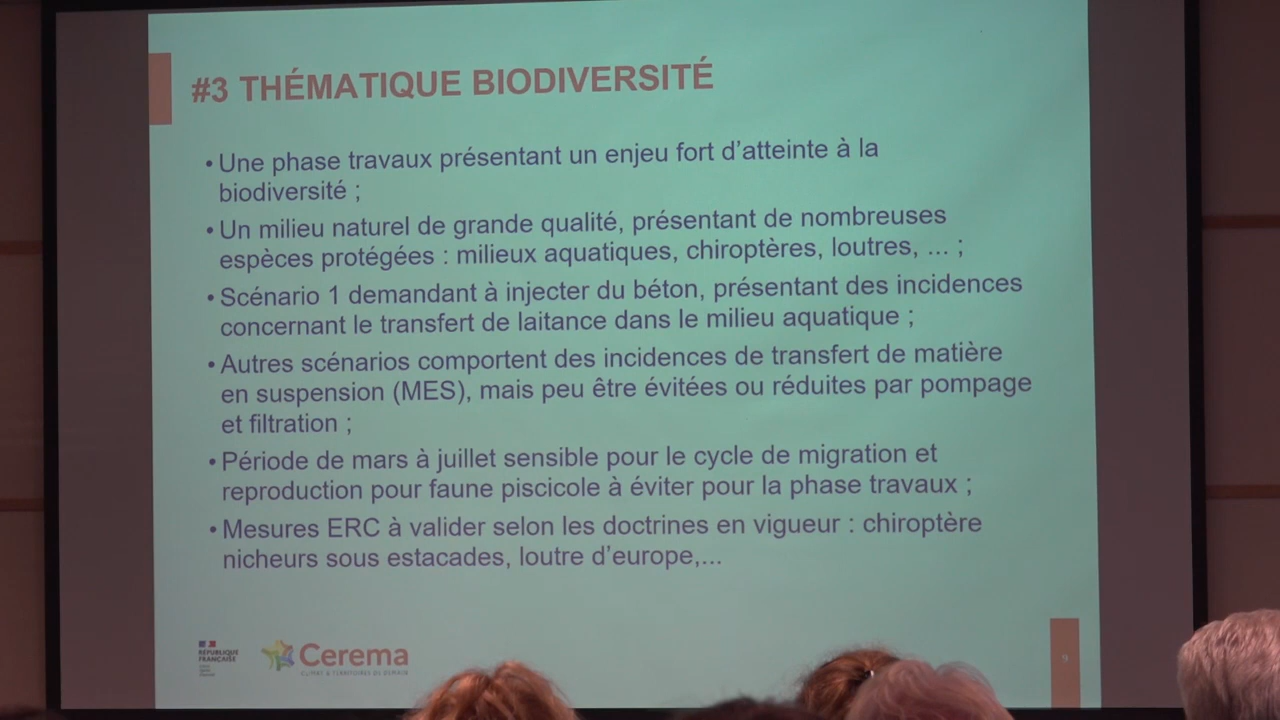 #3 THÉMATIQUE BIODIVERSITÉ
• Une phase travaux présentant un enjeu fort d'atteinte à la
biodiversité ;
• Un milieu naturel de grande qualité, présentant de nombreuses
espèces protégées : milieux aquatiques, chiroptères, loutres, ... ;
• Scénario 1 demandant à injecter du béton, présentant des incidences
concernant le transfert de laitance dans le milieu aquatique ;
• Autres scénarios comportent des incidences de transfert de matière
en suspension (MES), mais peu être évitées ou réduites par pompage
et filtration ;
• Période de mars à juillet sensible pour le cycle de migration et
reproduction pour faune piscicole à éviter pour la phase travaux ;
• Mesures ERC à valider selon les doctrines en vigueur : chiroptère
nicheurs sous estacades, loutre d'europe,...
RÉPUBLIQUE
FRANÇAISE
Cerema
CLIMAT & TERRITOIRES DE DEMAIN
9